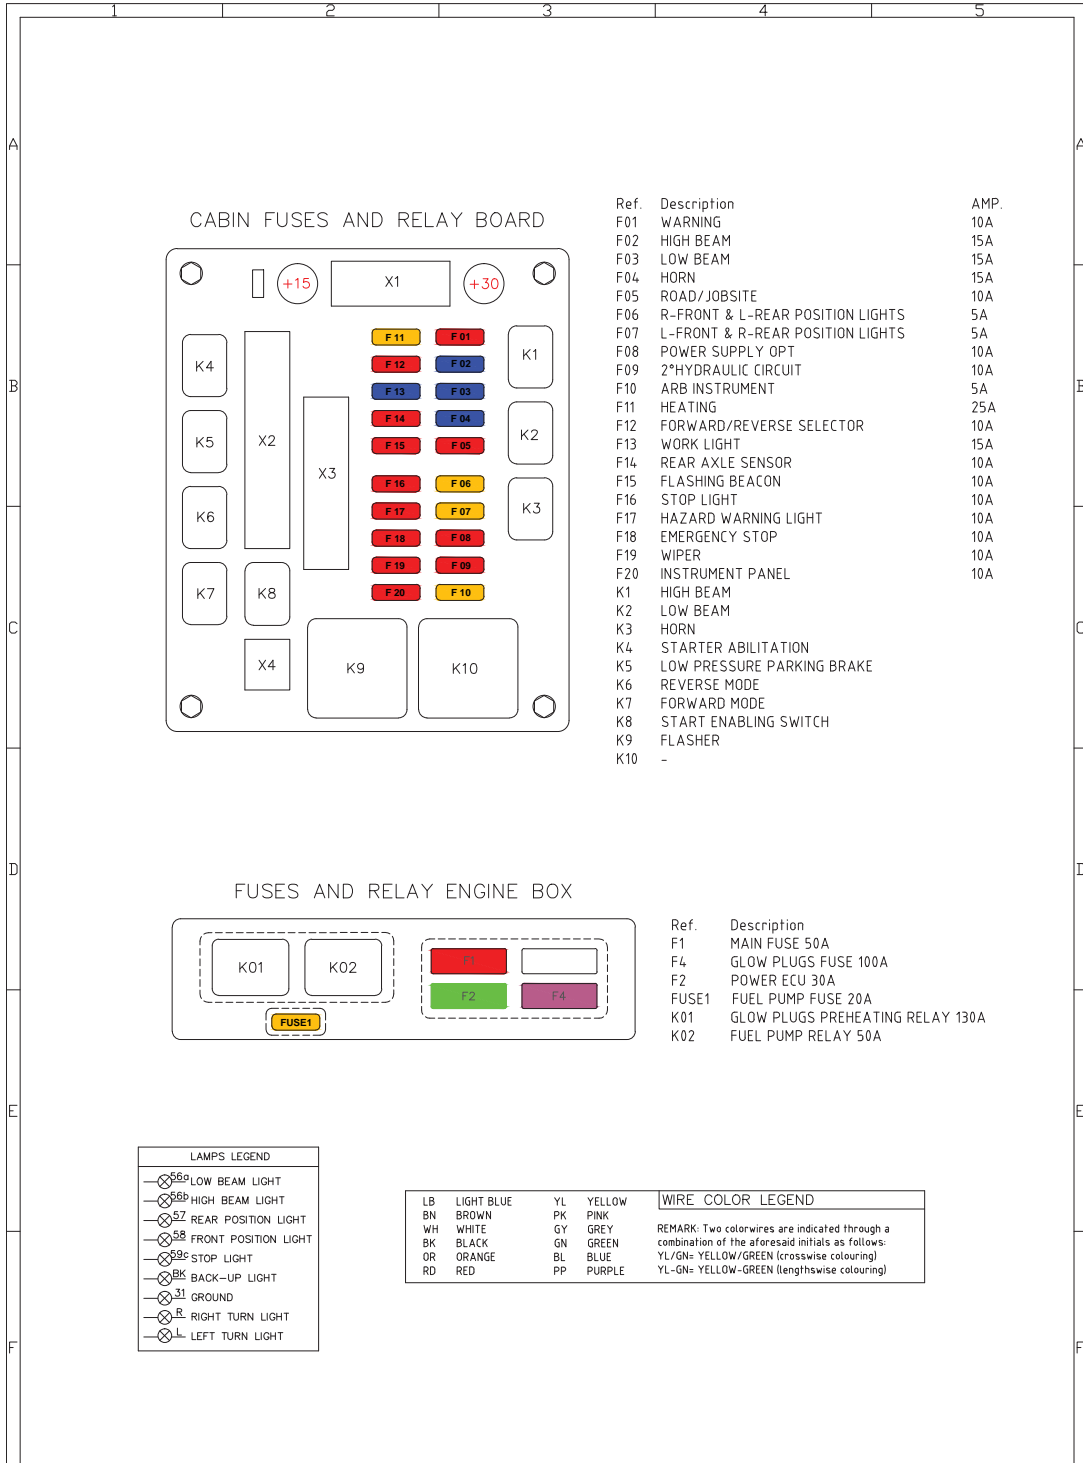 1 2 3 4 5
A A
CABIN FUSES AND RELAY BOARD
+15 X1 +30
F 11 F 01
F 12 F 02
F 13 F 03
F 14 F 04
F 15 F 05
F 16 F 06
F 17 F 07
F 18 F 08
F 19 F 09
F 20 F 10
K4 K1
K5 X2 X3 K2
K6 K3
K7 K8
X4 K9 K10
Ref. Description AMP.
F01 WARNING 10A
F02 HIGH BEAM 15A
F03 LOW BEAM 15A
F04 HORN 15A
F05 ROAD/JOBSITE 10A
F06 R-FRONT & L-REAR POSITION LIGHTS 5A
F07 L-FRONT & R-REAR POSITION LIGHTS 5A
F08 POWER SUPPLY OPT 10A
F09 2°HYDRAULIC CIRCUIT 10A
F10 ARB INSTRUMENT 5A
F11 HEATING 25A
F12 FORWARD/REVERSE SELECTOR 10A
F13 WORK LIGHT 15A
F14 REAR AXLE SENSOR 10A
F15 FLASHING BEACON 10A
F16 STOP LIGHT 10A
F17 HAZARD WARNING LIGHT 10A
F18 EMERGENCY STOP 10A
F19 WIPER 10A
F20 INSTRUMENT PANEL 10A
K1 HIGH BEAM
K2 LOW BEAM
K3 HORN
K4 STARTER ABILITATION
K5 LOW PRESSURE PARKING BRAKE
K6 REVERSE MODE
K7 FORWARD MODE
K8 START ENABLING SWITCH
K9 FLASHER
K10 -
B B
C C
D D
FUSES AND RELAY ENGINE BOX
K01 K02 F1
F2 F4
FUSE1
Ref. Description
F1 MAIN FUSE 50A
F4 GLOW PLUGS FUSE 100A
F2 POWER ECU 30A
FUSE1 FUEL PUMP FUSE 20A
K01 GLOW PLUGS PREHEATING RELAY 130A
K02 FUEL PUMP RELAY 50A
E E
LAMPS LEGEND
56a LOW BEAM LIGHT
56b HIGH BEAM LIGHT
57 REAR POSITION LIGHT
58 FRONT POSITION LIGHT
59c STOP LIGHT
BK BACK-UP LIGHT
31 GROUND
R RIGHT TURN LIGHT
L LEFT TURN LIGHT
WIRE COLOR LEGEND
LB LIGHT BLUE YL YELLOW
BN BROWN PK PINK
WH WHITE GY GREY
BK BLACK GN GREEN
OR ORANGE BL BLUE
RD RED PP PURPLE
REMARK: Two colorwires are indicated through a
combination of the aforesaid initials as follows:
YL/GN= YELLOW/GREEN (crosswise colouring)
YL-GN= YELLOW-GREEN (lengthswise colouring)
F F